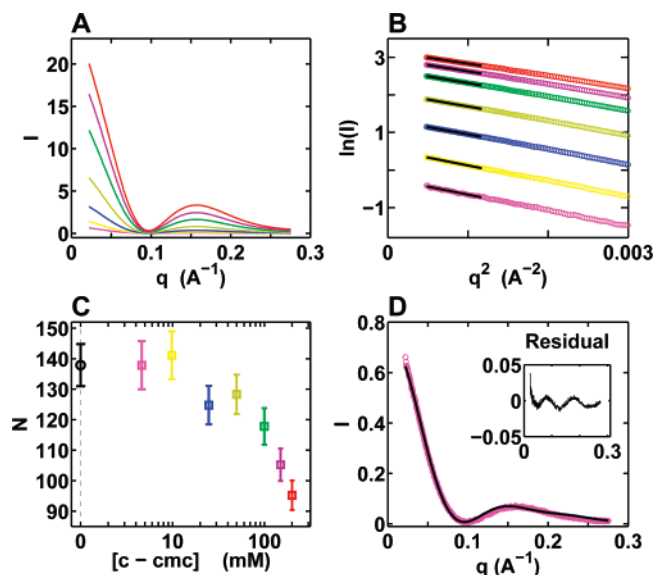 A
20
15
10
5
0
I
0
0.1
0.2
0.3
q (A⁻¹)
B
3
1
−1
ln(I)
0
0.003
q² (A⁻²)
C
150
140
130
120
110
100
90
N
0
10
100
[c − cmc] (mM)
D
0.8
0.6
0.4
0.2
0
I
0
0.1
0.2
0.3
q (A⁻¹)
Residual
0.05
0
−0.05
0
0.3